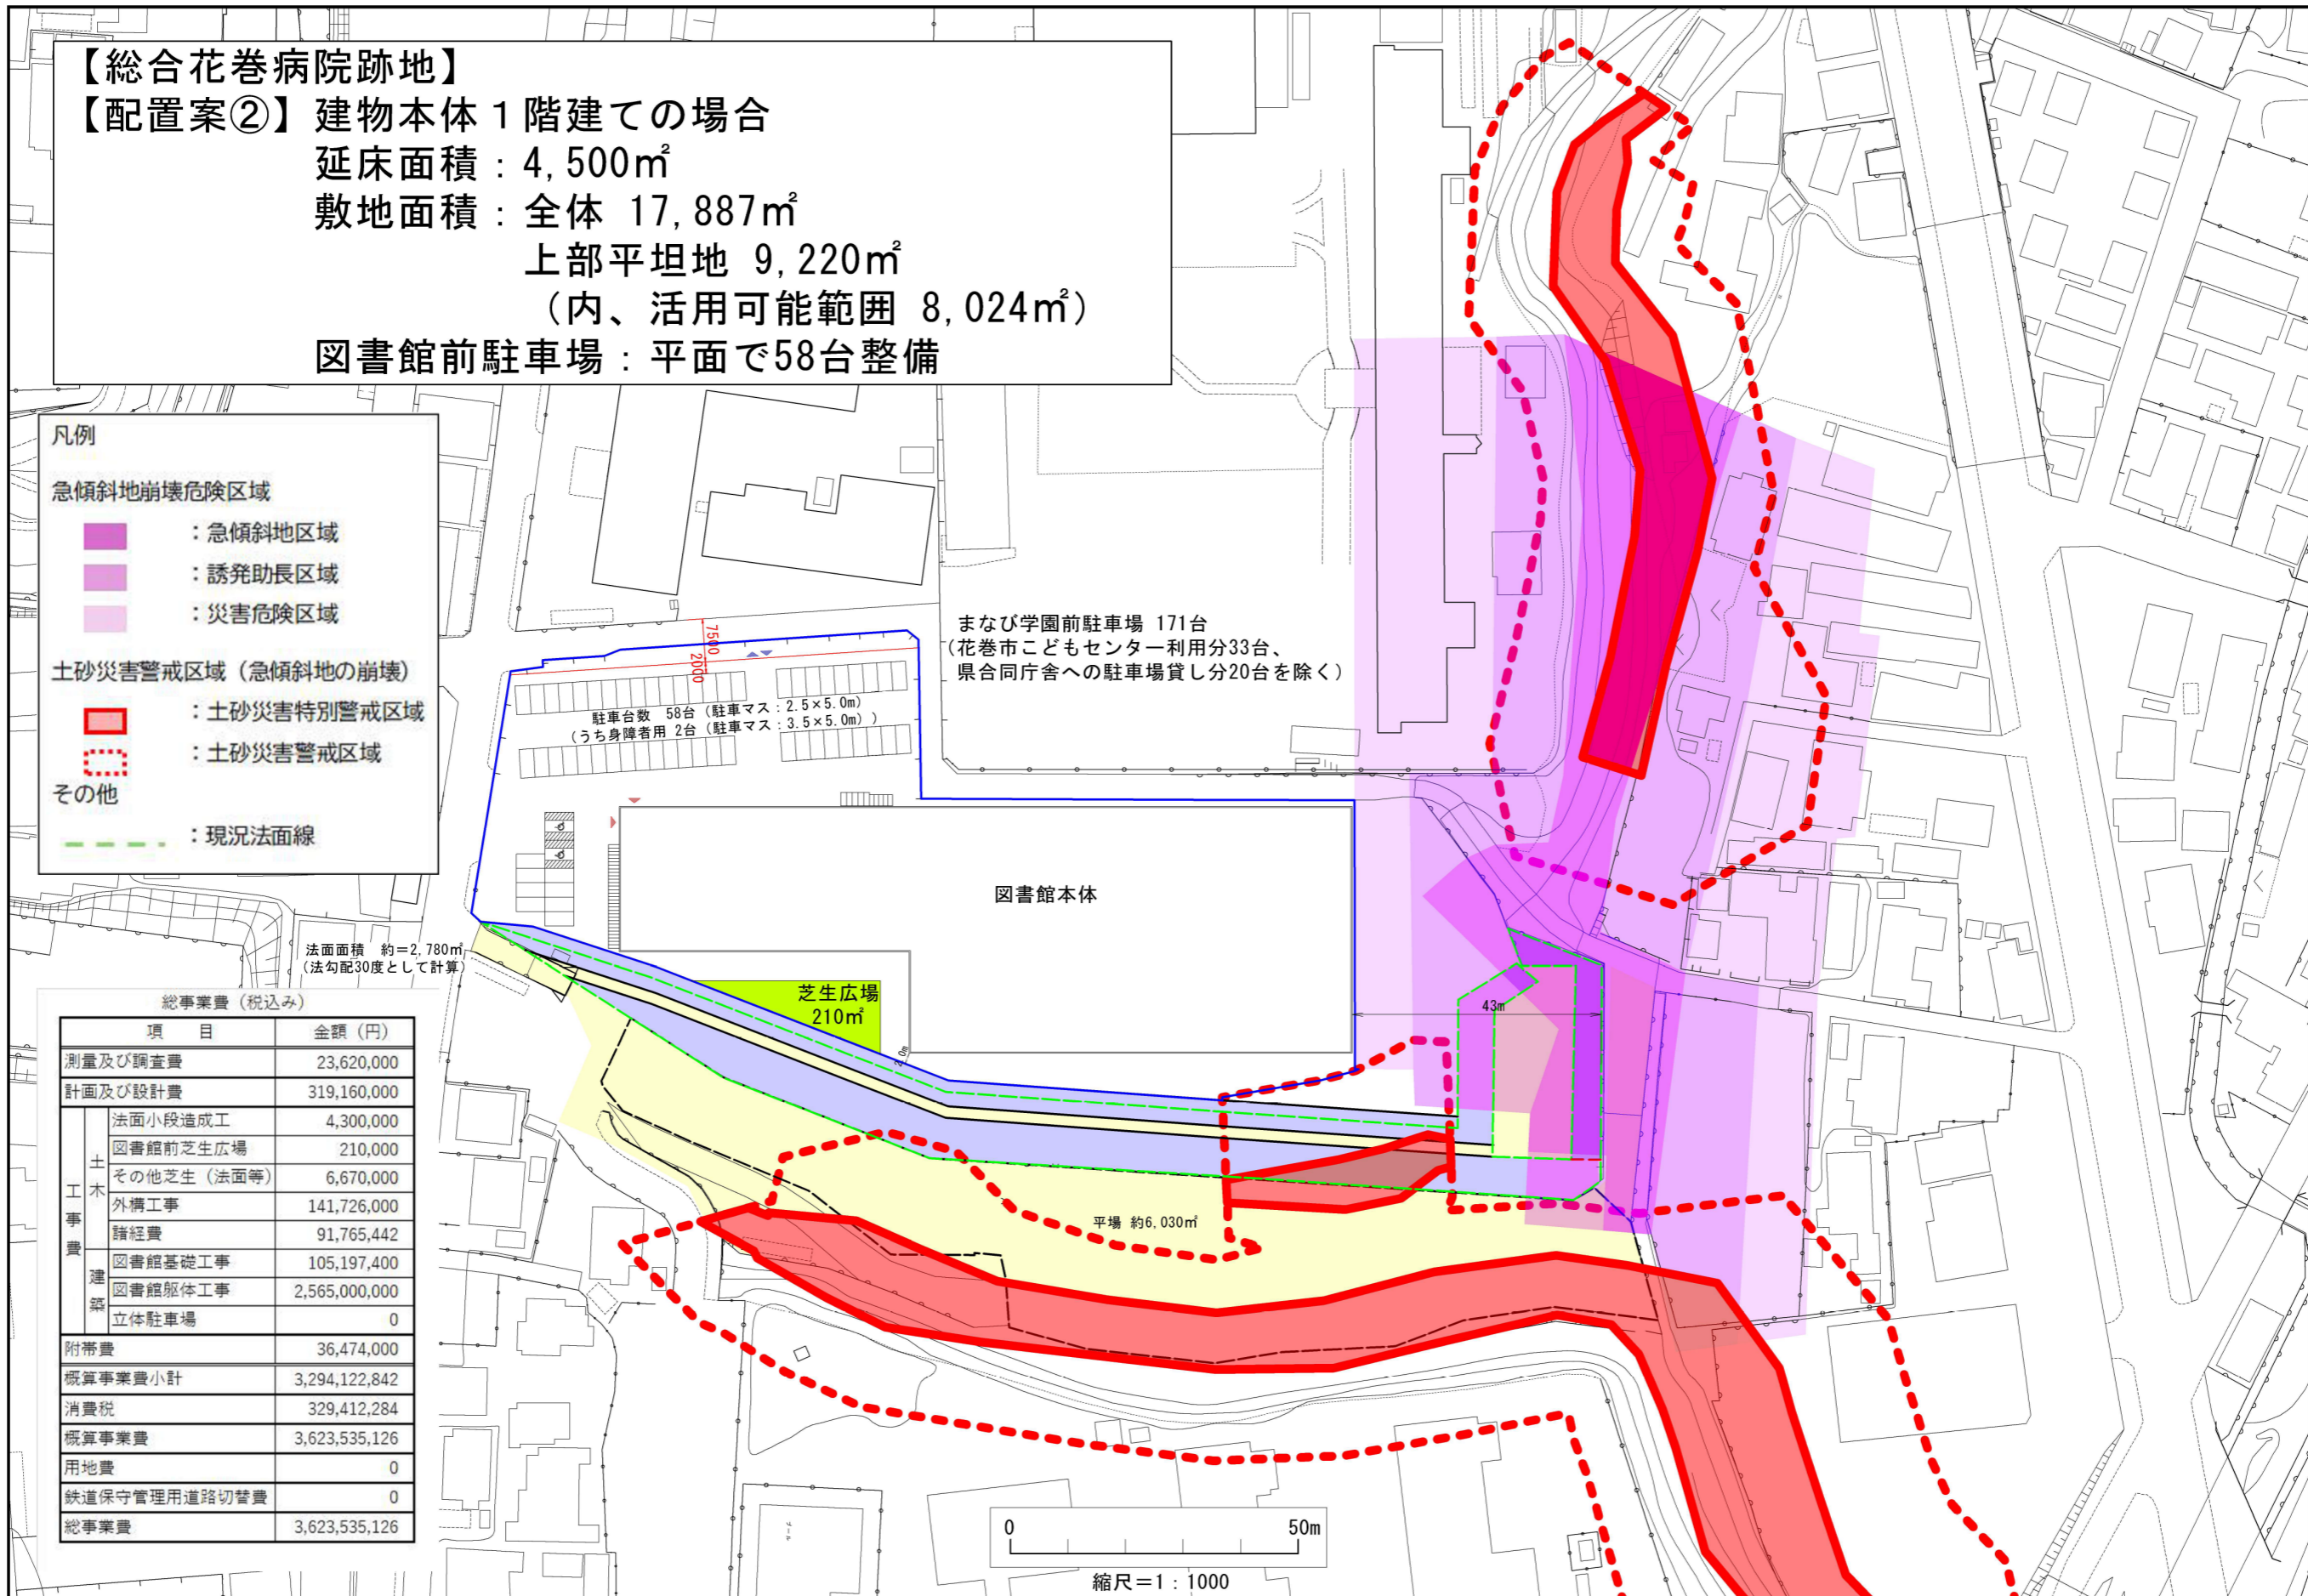 【総合花巻病院跡地】
【配置案②】建物本体１階建ての場合
延床面積：4,500㎡
敷地面積：全体 17,887㎡
上部平坦地 9,220㎡
（内、活用可能範囲 8,024㎡）
図書館前駐車場：平面で58台整備
凡例
急傾斜地崩壊危険区域
：急傾斜地区域
：誘発助長区域
：災害危険区域
土砂災害警戒区域（急傾斜地の崩壊）
：土砂災害特別警戒区域
：土砂災害警戒区域
その他
：現況法面線
まなび学園前駐車場 171台
（花巻市こどもセンター利用分33台、
県合同庁舎への駐車場貸し分20台を除く）
7500
2000
駐車台数 58台（駐車マス：2.5×5.0m）
（うち身障者用 2台（駐車マス：3.5×5.0m））
図書館本体
芝生広場
210㎡
43m
法面面積 約=2,780㎡
（法勾配30度として計算）
平場 約6,030㎡
総事業費（税込み）
項 目 金額（円）
測量及び調査費 23,620,000
計画及び設計費 319,160,000
工事費
土木
法面小段造成工 4,300,000
図書館前芝生広場 210,000
その他芝生（法面等） 6,670,000
外構工事 141,726,000
諸経費 91,765,442
建築
図書館基礎工事 105,197,400
図書館躯体工事 2,565,000,000
立体駐車場 0
附帯費 36,474,000
概算事業費小計 3,294,122,842
消費税 329,412,284
概算事業費 3,623,535,126
用地費 0
鉄道保守管理用道路切替費 0
総事業費 3,623,535,126
プール
0 50m
縮尺=1：1000